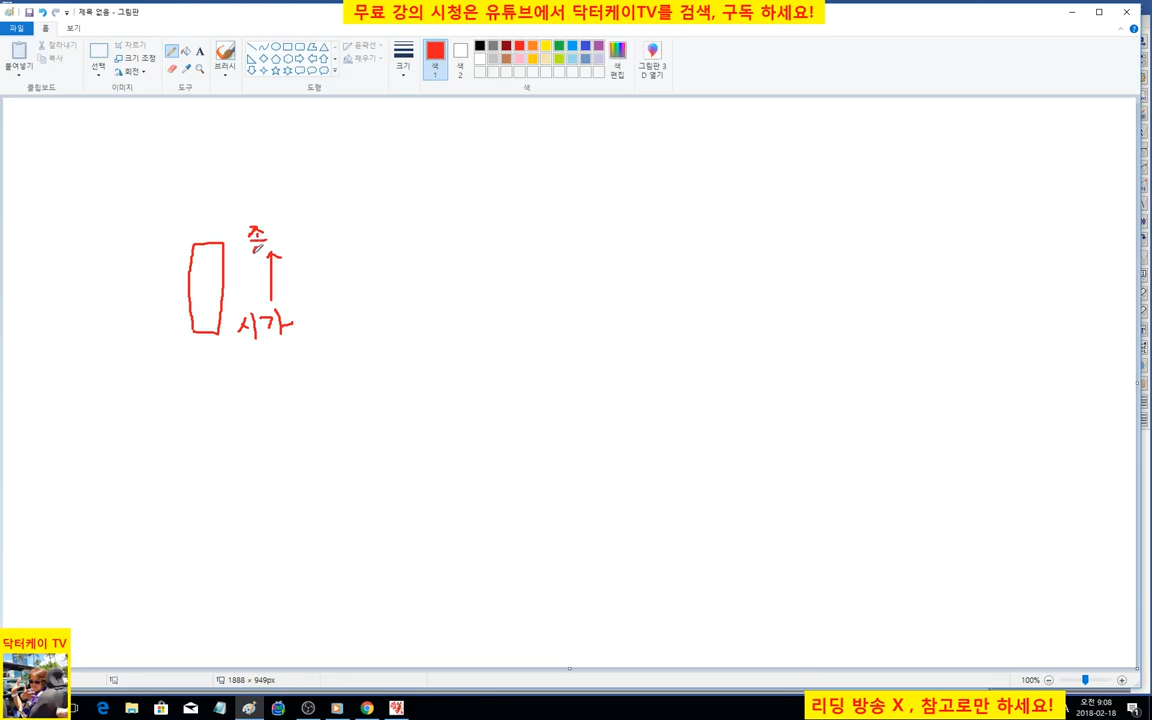 무료 강의 시청은 유튜브에서 닥터케이TV를 검색, 구독 하세요!
제목 없음 - 그림판
파일 홈 보기
붙여넣기
잘라내기
복사
클립보드
선택
자르기
크기 조정
회전
이미지
도구
브러시
윤곽선
채우기
도형
크기
색 1
색 2
색 편집
그림판 3D 열기
색
시가
닥터케이 TV
1888 × 949px
100%
리딩 방송 X , 참고로만 하세요!
오전 9:08
2018-02-18